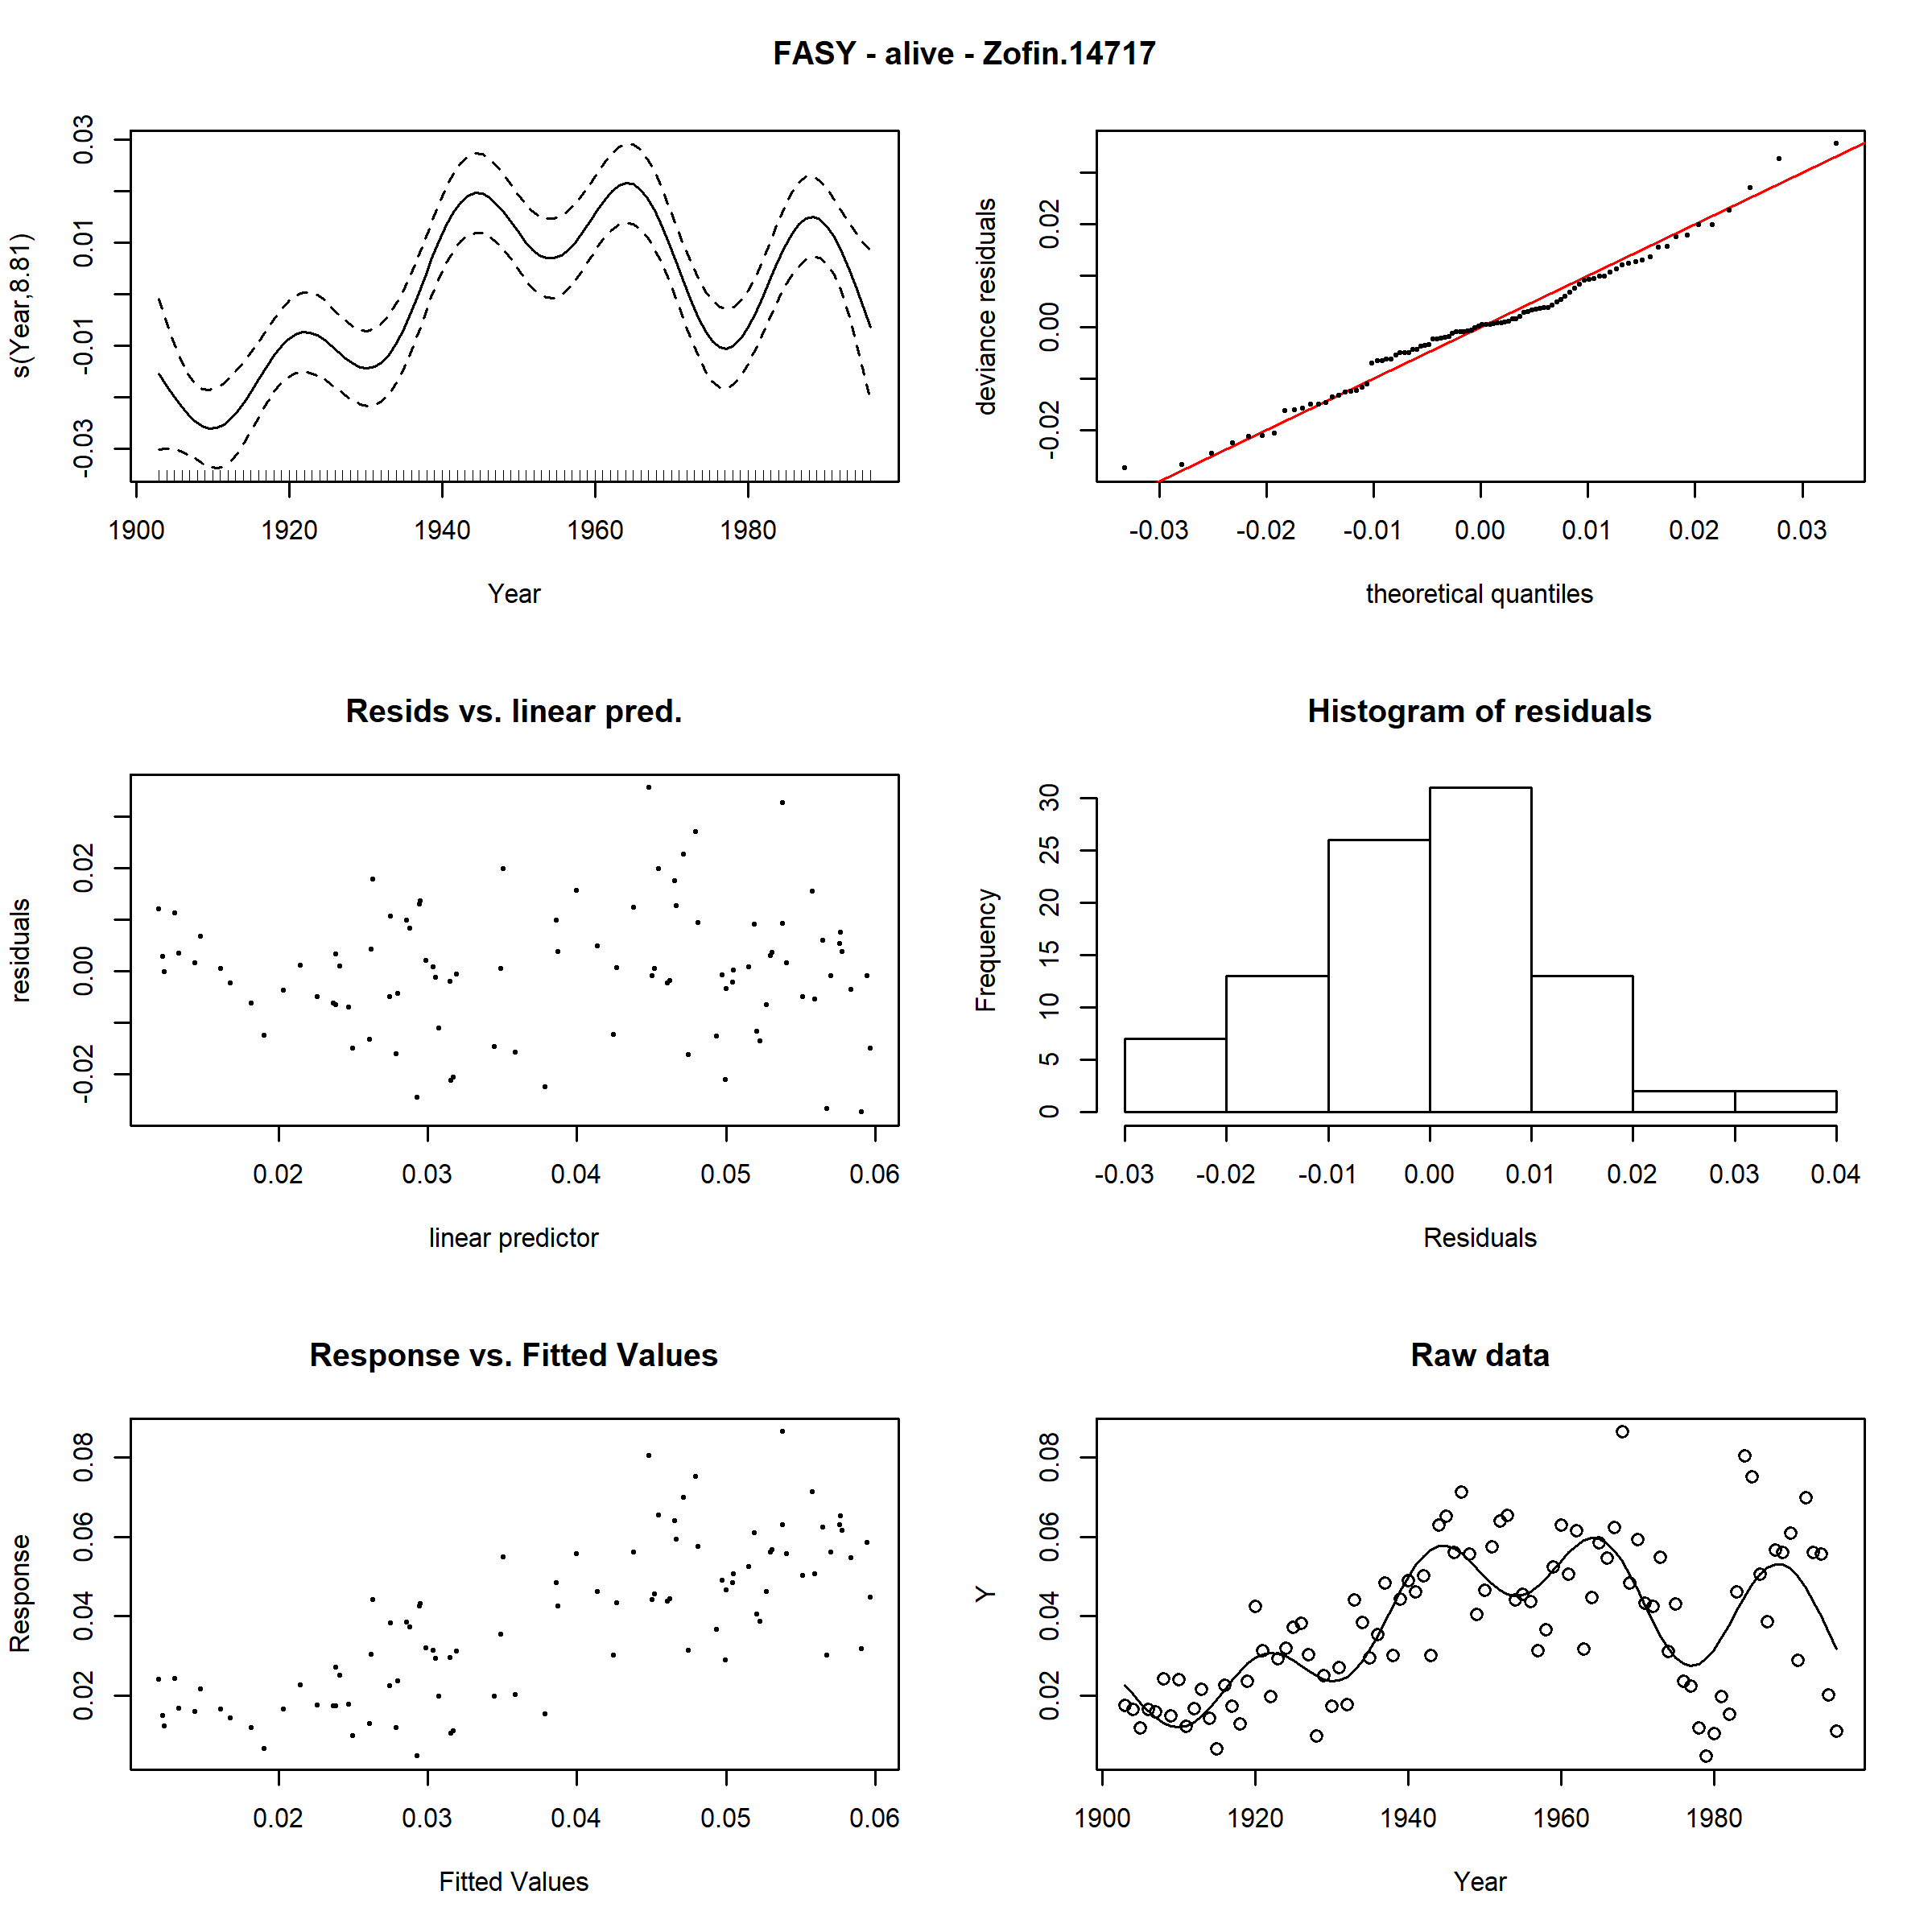 FASY - alive - Zofin.14717
s(Year,8.81)
-0.03 -0.01 0.01 0.03
1900 1920 1940 1960 1980
Year
deviance residuals
-0.02 0.00 0.02
-0.03 -0.02 -0.01 0.00 0.01 0.02 0.03
theoretical quantiles
Resids vs. linear pred.
residuals
-0.02 0.00 0.02
0.02 0.03 0.04 0.05 0.06
linear predictor
Histogram of residuals
Frequency
0 5 10 15 20 25 30
-0.03 -0.02 -0.01 0.00 0.01 0.02 0.03 0.04
Residuals
Response vs. Fitted Values
Response
0.02 0.04 0.06 0.08
0.02 0.03 0.04 0.05 0.06
Fitted Values
Raw data
Y
0.02 0.04 0.06 0.08
1900 1920 1940 1960 1980
Year